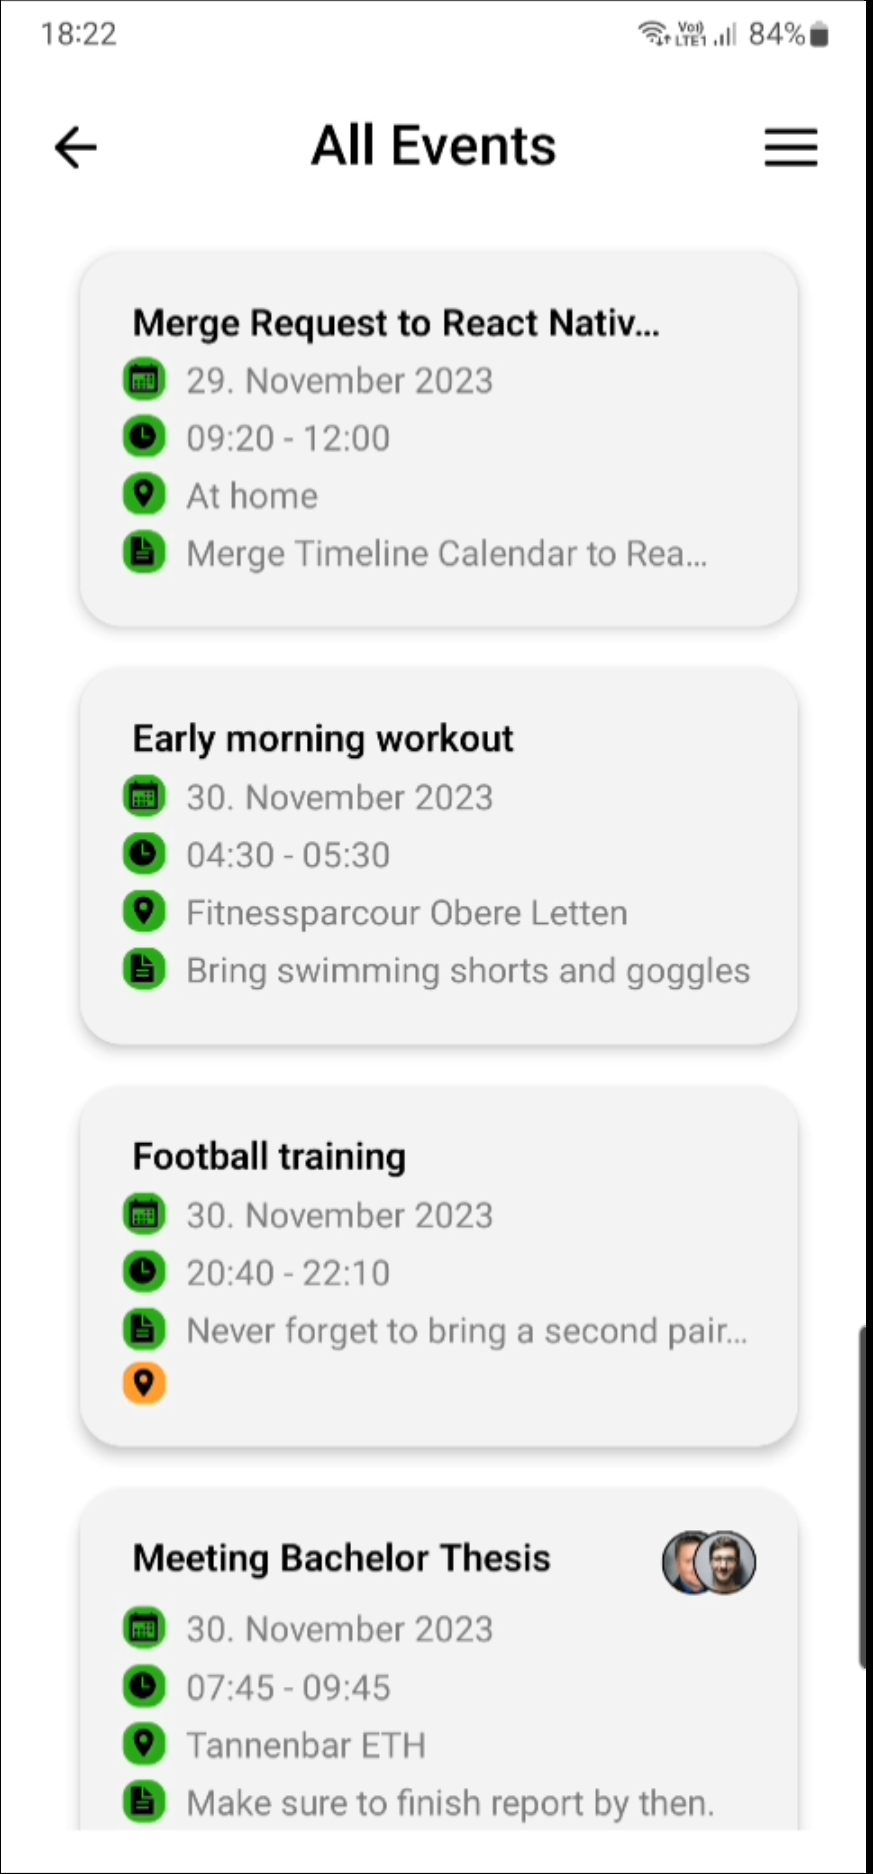 18:22 Vo) LTE1 84%
All Events
Merge Request to React Nativ...
29. November 2023
09:20 - 12:00
At home
Merge Timeline Calendar to Rea...
Early morning workout
30. November 2023
04:30 - 05:30
Fitnessparcour Obere Letten
Bring swimming shorts and goggles
Football training
30. November 2023
20:40 - 22:10
Never forget to bring a second pair...
Meeting Bachelor Thesis
30. November 2023
07:45 - 09:45
Tannenbar ETH
Make sure to finish report by then.